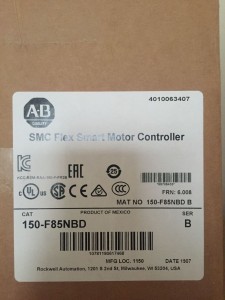 A-B
QUALITY
4010063407
SMC Flex Smart Motor Controller
FRN: 6.008
MAT NO 150-F85NBD B
CAT
PRODUCT OF MEXICO
SER
150-F85NBD
B
MFG LOC. 1150
DATE 1507
Rockwell Automation, 1201 S 2nd St, Milwaukee, WI 53204, USA